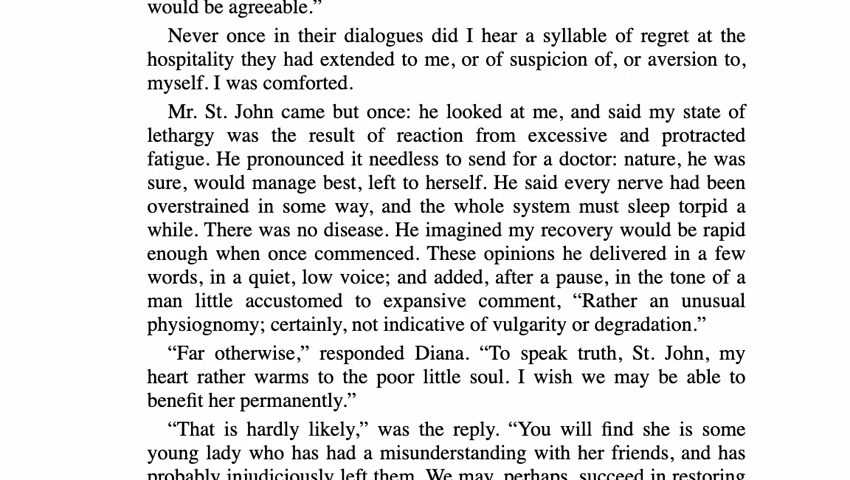 would be agreeable.”
Never once in their dialogues did I hear a syllable of regret at the
hospitality they had extended to me, or of suspicion of, or aversion to,
myself. I was comforted.
Mr. St. John came but once: he looked at me, and said my state of
lethargy was the result of reaction from excessive and protracted
fatigue. He pronounced it needless to send for a doctor: nature, he was
sure, would manage best, left to herself. He said every nerve had been
overstrained in some way, and the whole system must sleep torpid a
while. There was no disease. He imagined my recovery would be rapid
enough when once commenced. These opinions he delivered in a few
words, in a quiet, low voice; and added, after a pause, in the tone of a
man little accustomed to expansive comment, “Rather an unusual
physiognomy; certainly, not indicative of vulgarity or degradation.”
“Far otherwise,” responded Diana. “To speak truth, St. John, my
heart rather warms to the poor little soul. I wish we may be able to
benefit her permanently.”
“That is hardly likely,” was the reply. “You will find she is some
young lady who has had a misunderstanding with her friends, and has
probably injudiciously left them. We may, perhaps, succeed in restoring